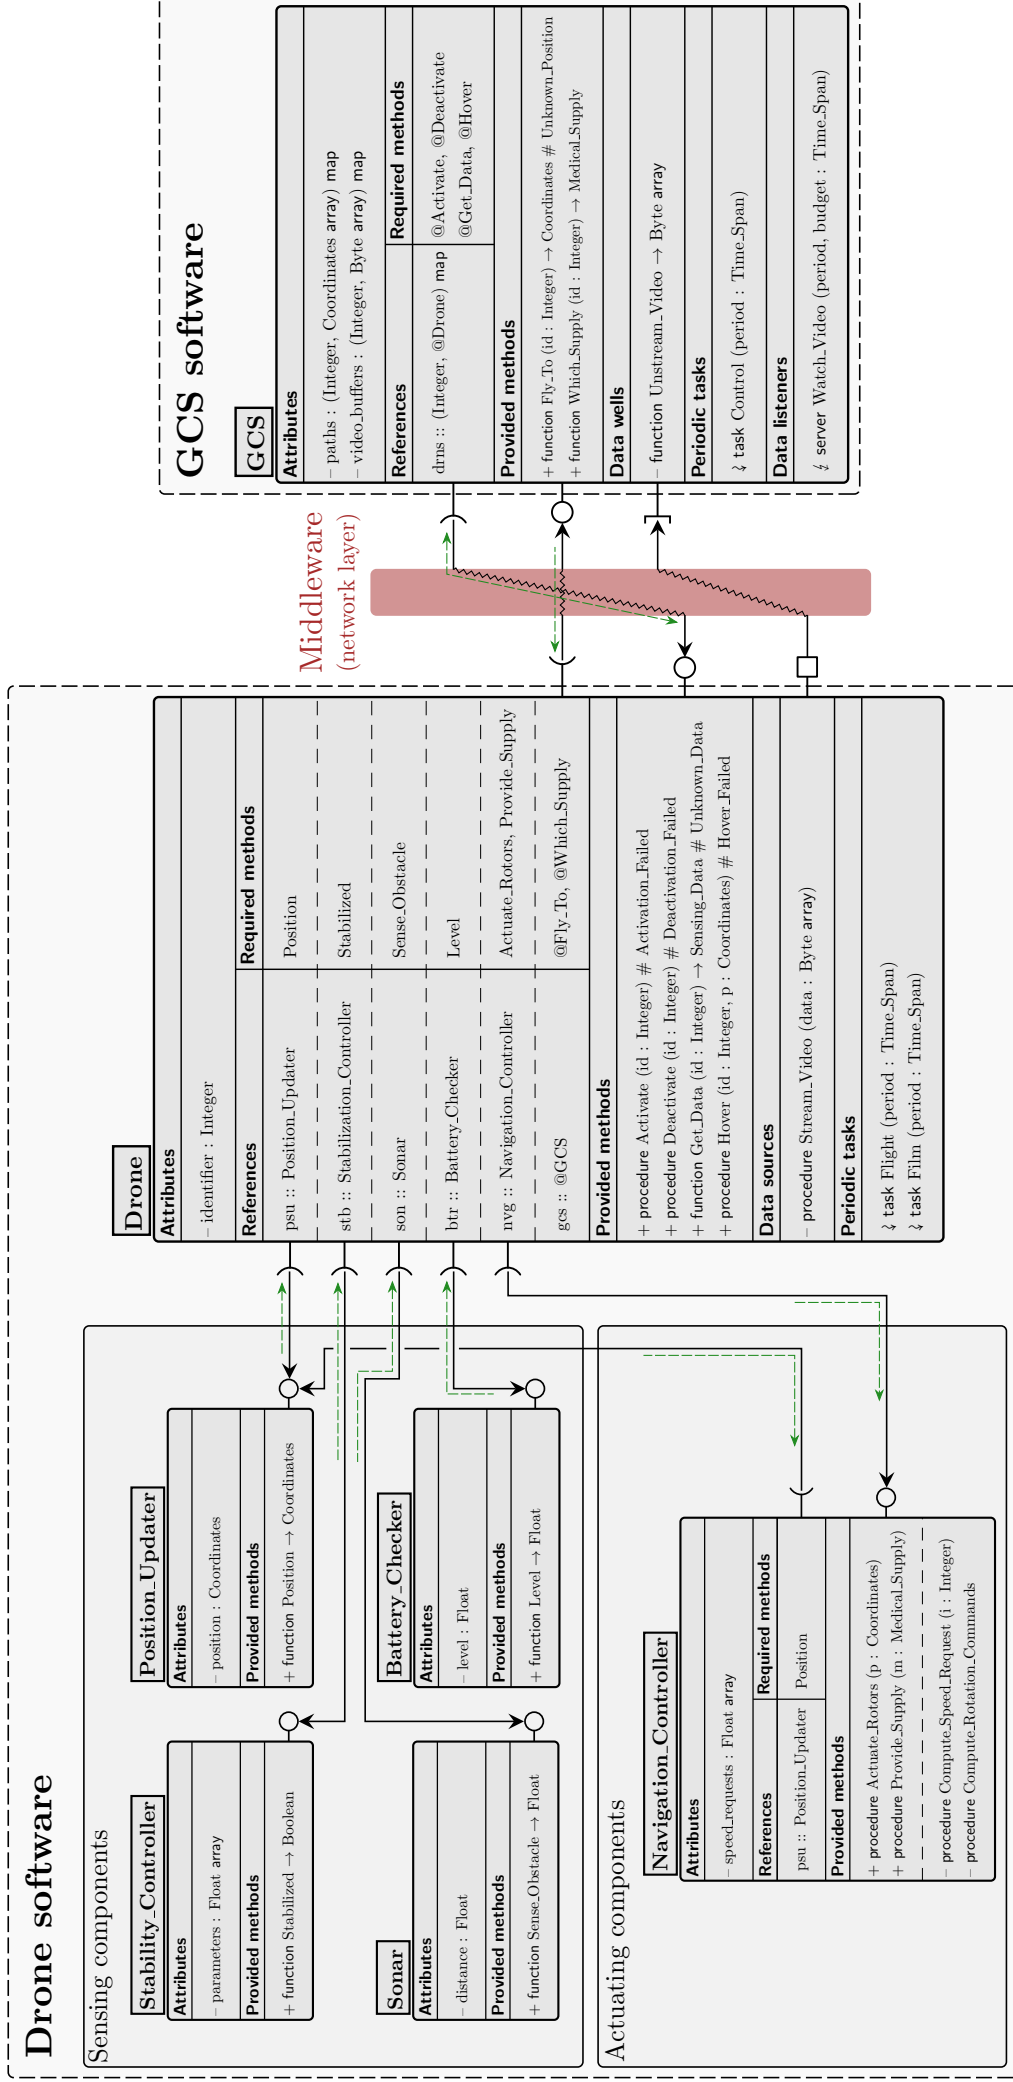 Drone software
Sensing components
Stability_Controller
Attributes
– parameters : Float array
Provided methods
+ function Stabilized → Boolean
Position_Updater
Attributes
– position : Coordinates
Provided methods
+ function Position → Coordinates
Sonar
Attributes
– distance : Float
Provided methods
+ function Sense_Obstacle → Float
Battery_Checker
Attributes
– level : Float
Provided methods
+ function Level → Float
Actuating components
Navigation_Controller
Attributes
– speed_requests : Float array
References Required methods
psu :: Position_Updater Position
Provided methods
+ procedure Actuate_Rotors (p : Coordinates)
+ procedure Provide_Supply (m : Medical_Supply)
– procedure Compute_Speed_Request (i : Integer)
– procedure Compute_Rotation_Commands
Drone
Attributes
– identifier : Integer
References Required methods
psu :: Position_Updater Position
stb :: Stabilization_Controller Stabilized
son :: Sonar Sense_Obstacle
btr :: Battery_Checker Level
nvg :: Navigation_Controller Actuate_Rotors, Provide_Supply
gcs :: @GCS @Fly_To, @Which_Supply
Provided methods
+ procedure Activate (id : Integer) # Activation_Failed
+ procedure Deactivate (id : Integer) # Deactivation_Failed
+ function Get_Data (id : Integer) → Sensing_Data # Unknown_Data
+ procedure Hover (id : Integer, p : Coordinates) # Hover_Failed
Data sources
– procedure Stream_Video (data : Byte array)
Periodic tasks
task Flight (period : Time_Span)
task Film (period : Time_Span)
Middleware
(network layer)
GCS software
GCS
Attributes
– paths : (Integer, Coordinates array) map
– video_buffers : (Integer, Byte array) map
References Required methods
drns :: (Integer, @Drone) map @Activate, @Deactivate
@Get_Data, @Hover
Provided methods
+ function Fly_To (id : Integer) → Coordinates # Unknown_Position
+ function Which_Supply (id : Integer) → Medical_Supply
Data wells
– function Unstream_Video → Byte array
Periodic tasks
task Control (period : Time_Span)
Data listeners
server Watch_Video (period, budget : Time_Span)